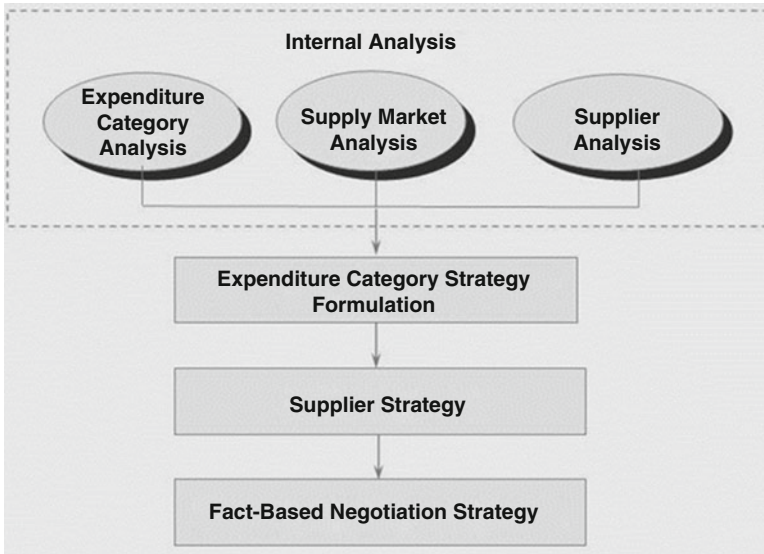 Internal Analysis
Expenditure
Category
Analysis
Supply Market
Analysis
Supplier
Analysis
Expenditure Category Strategy
Formulation
Supplier Strategy
Fact-Based Negotiation Strategy